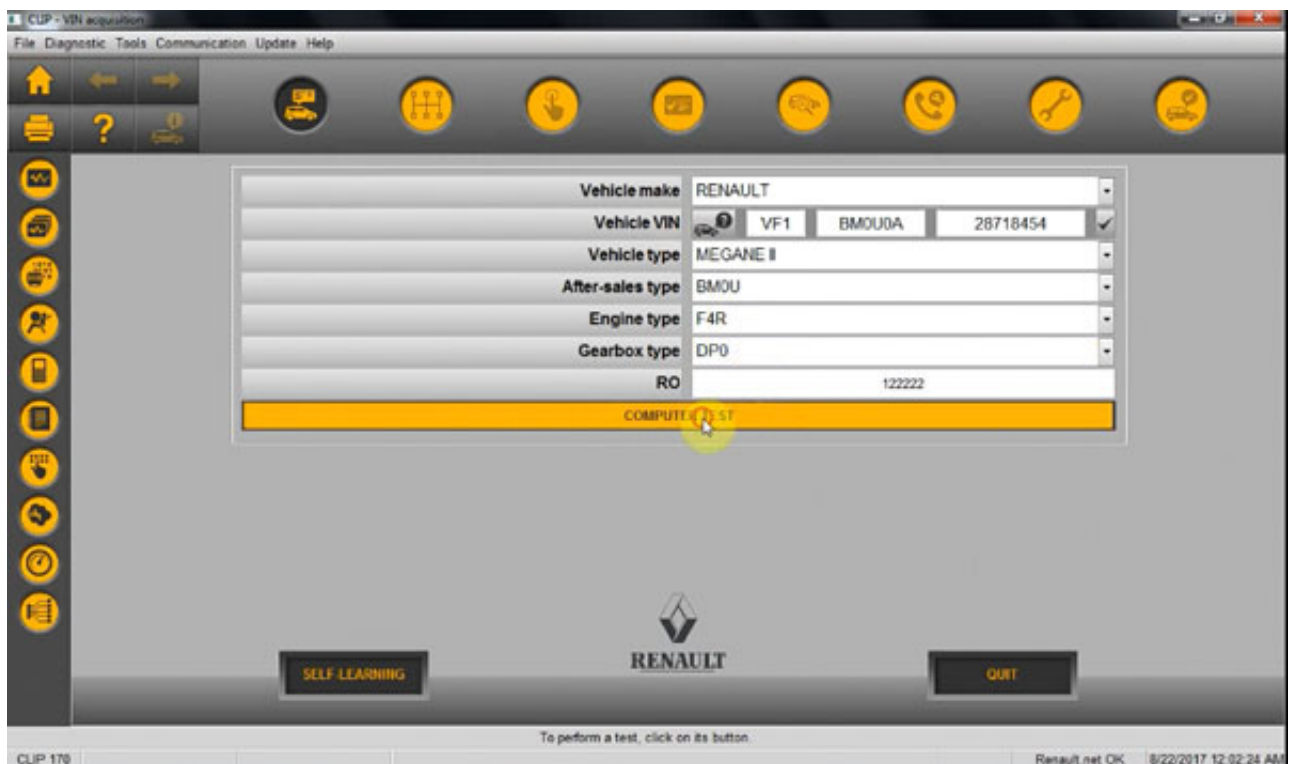 CLIP - VIN acquisition
File Diagnostic Tools Communication Update Help
?
Vehicle make RENAULT
Vehicle VIN VF1 BM0U0A 28718454
Vehicle type MEGANE II
After-sales type BM0U
Engine type F4R
Gearbox type DP0
RO 122222
COMPUTER TEST
RENAULT
SELF-LEARNING QUIT
To perform a test, click on its button.
CLIP 170 Renault.net OK 8/22/2017 12:02:24 AM